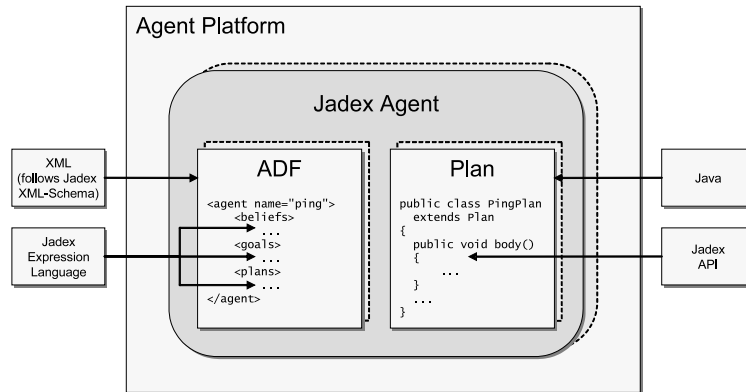 Agent Platform
Jadex Agent
XML
(follows Jadex
XML-Schema)
Jadex
Expression
Language
ADF
<agent name="ping">
<beliefs>
...
<goals>
...
<plans>
...
</agent>
Plan
public class PingPlan
extends Plan
{
public void body()
{
...
}
...
}
Java
Jadex
API